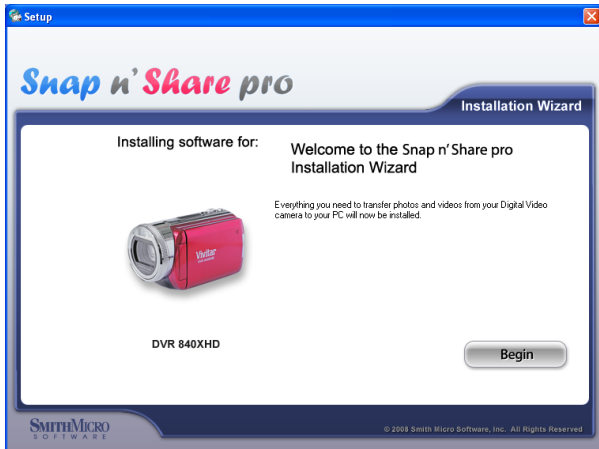 Setup
Snap n' Share pro
Installation Wizard
Installing software for:
Welcome to the Snap n' Share pro
Installation Wizard
Everything you need to transfer photos and videos from your Digital Video
camera to your PC will now be installed.
Vivitar
DVR 840XHD
Begin
SMITHMICRO
SOFTWARE
© 2008 Smith Micro Software, Inc. All Rights Reserved